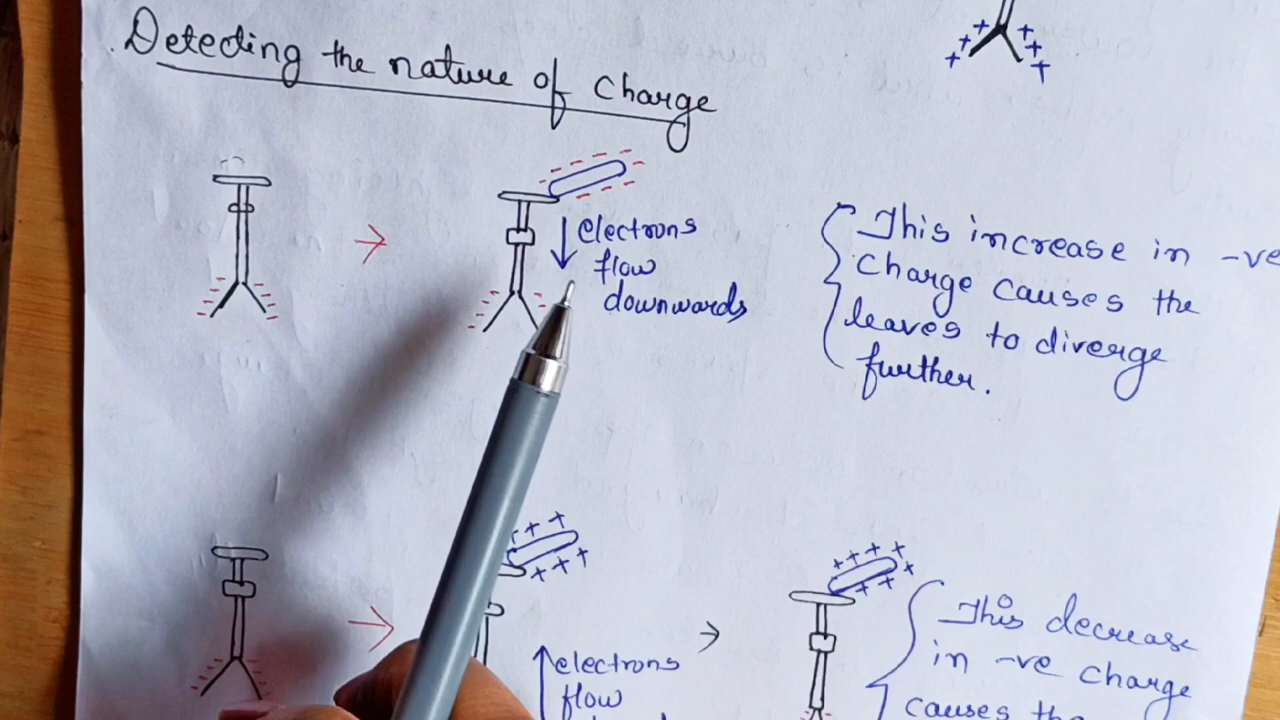 Detecting the nature of charge
electrons
flow
downwards
This increase in -ve
charge causes the
leaves to diverge
further.
electrons
flow
This decrease
in -ve charge
causes the